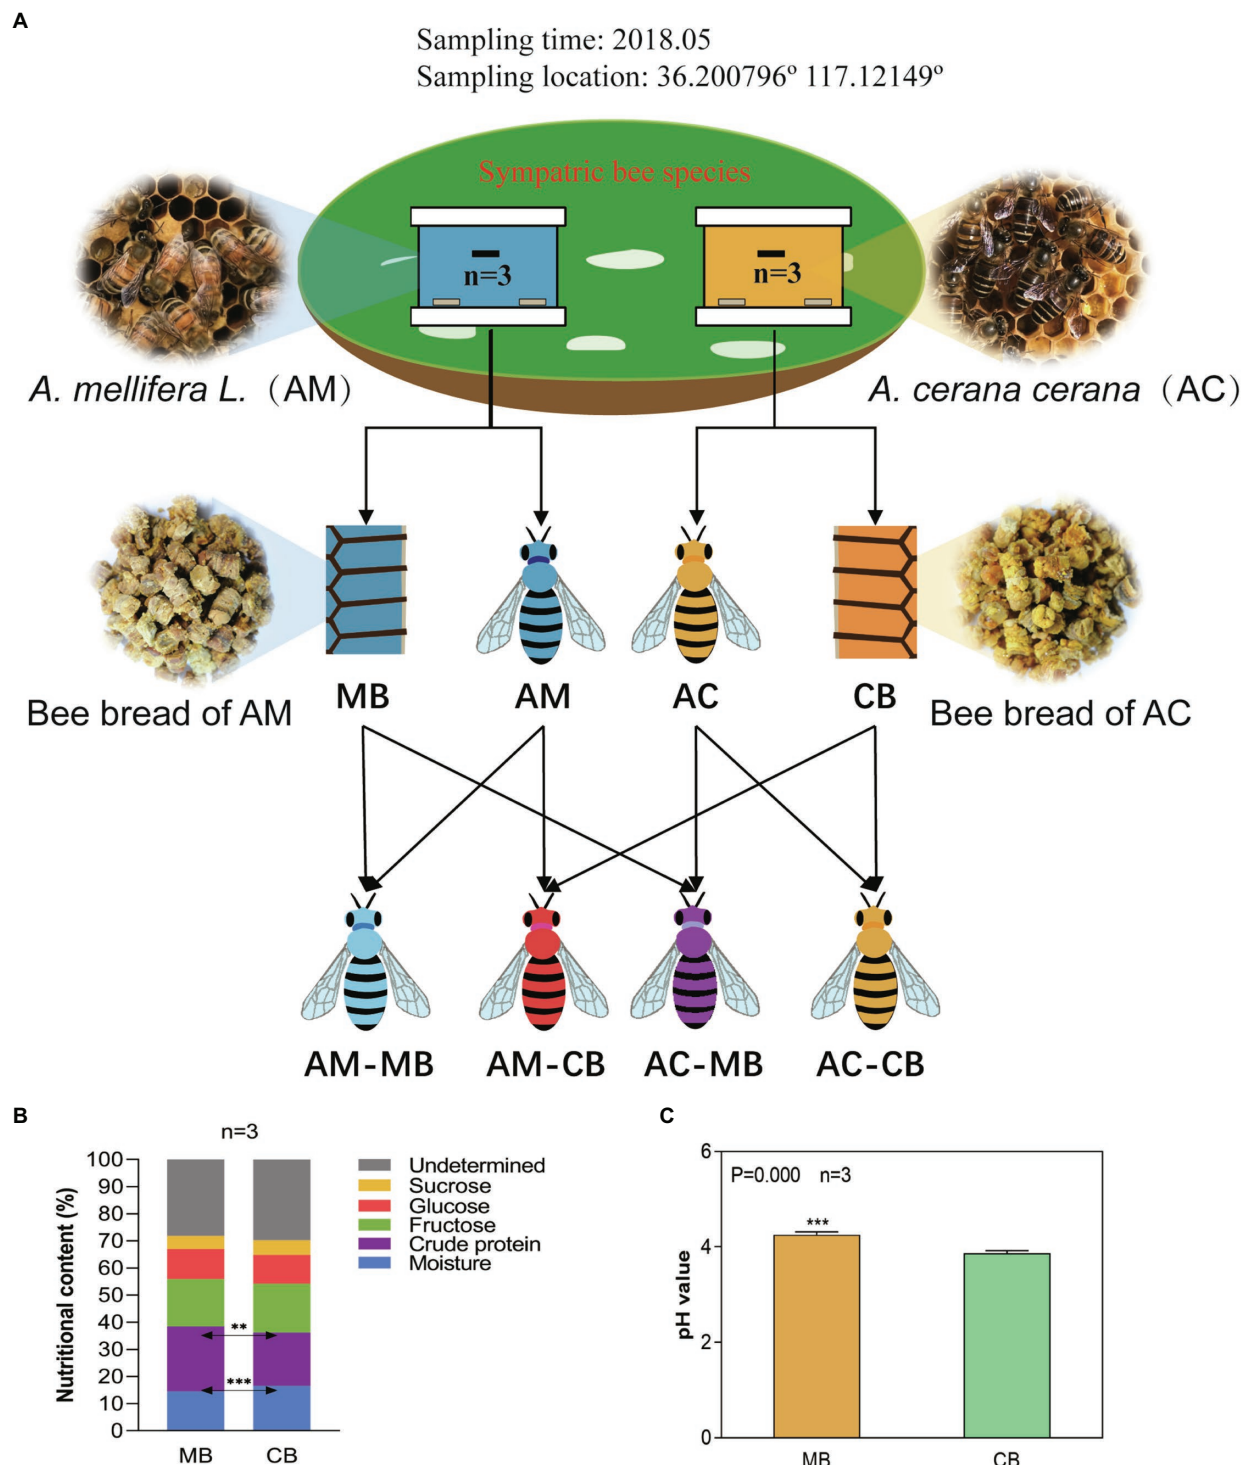 A
Sampling time: 2018.05
Sampling location: 36.200796º 117.12149º
Sympatric bee species
n=3
n=3
A. mellifera L.（AM）
A. cerana cerana（AC）
MB
AM
AC
CB
Bee bread of AM
Bee bread of AC
AM-MB
AM-CB
AC-MB
AC-CB
B
n=3
Nutritional content (%)
100
90
80
70
60
50
40
30
20
10
0
**
***
MB
CB
Undetermined
Sucrose
Glucose
Fructose
Crude protein
Moisture
C
P=0.000 n=3
pH value
6
4
2
0
***
MB
CB